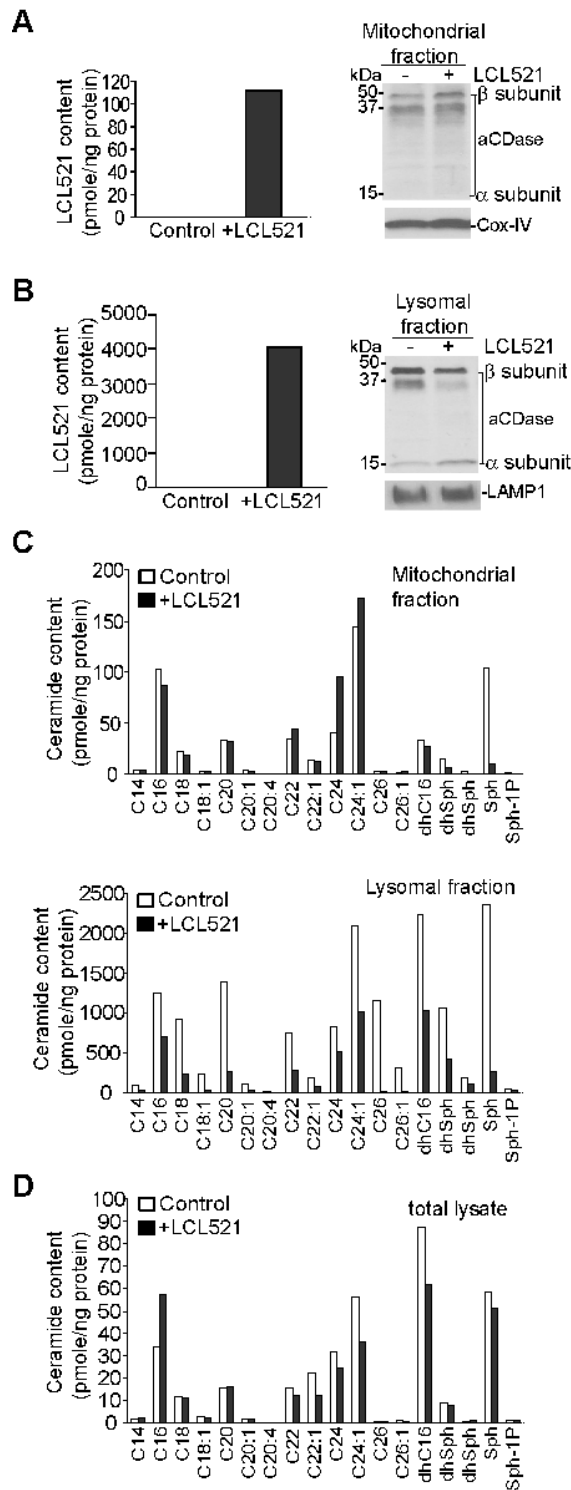 A
LCL521 content
(pmole/ng protein)
120
100
80
60
40
20
0
Control +LCL521
Mitochondrial
fraction
kDa - + LCL521
50-
37-
15-
β subunit
aCDase
α subunit
-Cox-IV
B
LCL521 content
(pmole/ng protein)
5000
4000
3000
2000
1000
0
Control +LCL521
Lysomal
fraction
kDa - + LCL521
50-
37-
15-
β subunit
aCDase
α subunit
-LAMP1
C
Ceramide content
(pmole/ng protein)
200
150
100
50
0
Control
+LCL521
Mitochondrial
fraction
C14 C16 C18 C18:1 C20 C20:1 C20:4 C22 C22:1 C24 C24:1 C26 C26:1 dhC16 dhSph dhSph Sph Sph-1P
Ceramide content
(pmole/ng protein)
2500
2000
1500
1000
500
0
Control
+LCL521
Lysomal fraction
C14 C16 C18 C18:1 C20 C20:1 C20:4 C22 C22:1 C24 C24:1 C26 C26:1 dhC16 dhSph dhSph Sph Sph-1P
D
Ceramide content
(pmole/ng protein)
100
90
80
70
60
50
40
30
20
10
0
Control
+LCL521
total lysate
C14 C16 C18 C18:1 C20 C20:1 C20:4 C22 C22:1 C24 C24:1 C26 C26:1 dhC16 dhSph dhSph Sph Sph-1P